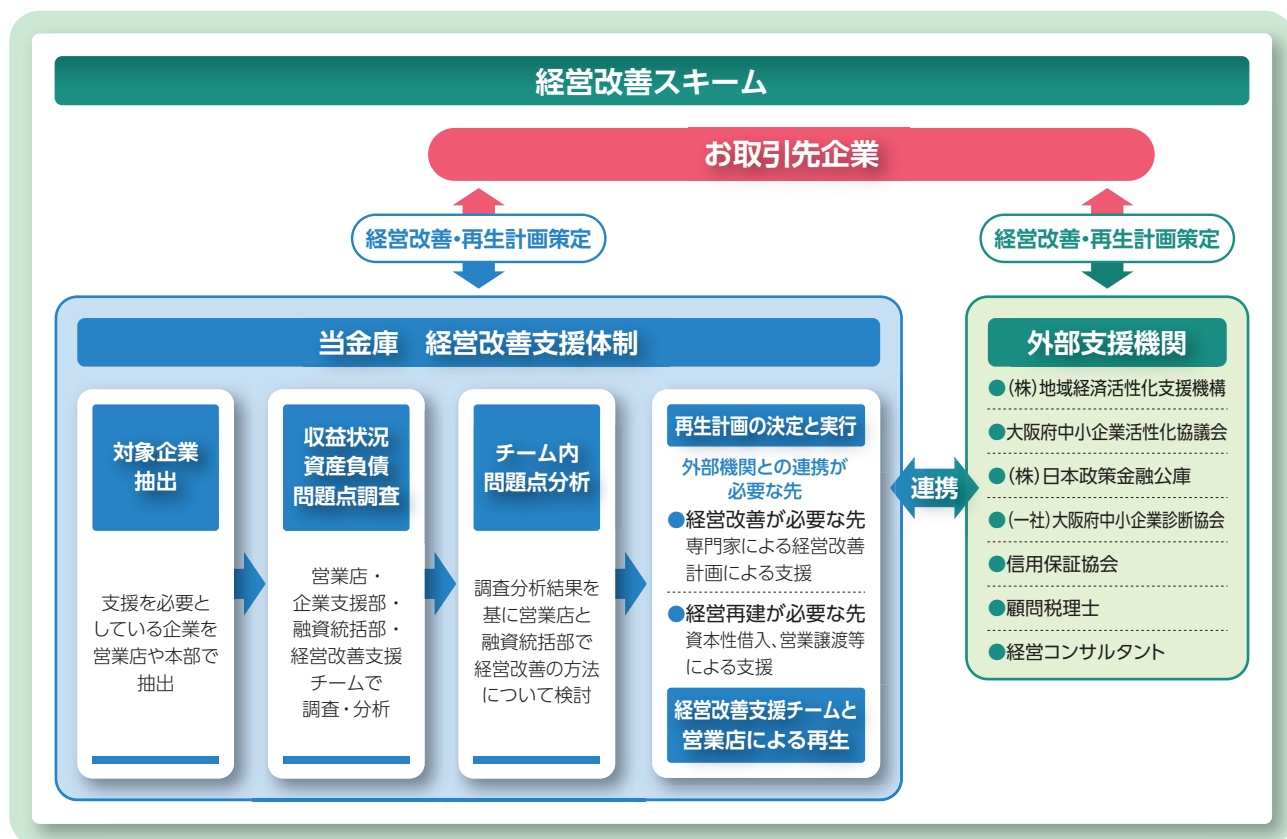 経営改善スキーム
お取引先企業
経営改善・再生計画策定
経営改善・再生計画策定
当金庫　経営改善支援体制
対象企業
抽出
支援を必要と
している企業を
営業店や本部で
抽出
収益状況
資産負債
問題点調査
営業店・
企業支援部・
融資統括部・
経営改善支援
チームで
調査・分析
チーム内
問題点分析
調査分析結果を
基に営業店と
融資統括部で
経営改善の方法
について検討
再生計画の決定と実行
外部機関との連携が
必要な先
●経営改善が必要な先
専門家による経営改善
計画による支援
●経営再建が必要な先
資本性借入、営業譲渡等
による支援
経営改善支援チームと
営業店による再生
連携
外部支援機関
●(株)地域経済活性化支援機構
●大阪府中小企業活性化協議会
●(株)日本政策金融公庫
●(一社)大阪府中小企業診断協会
●信用保証協会
●顧問税理士
●経営コンサルタント